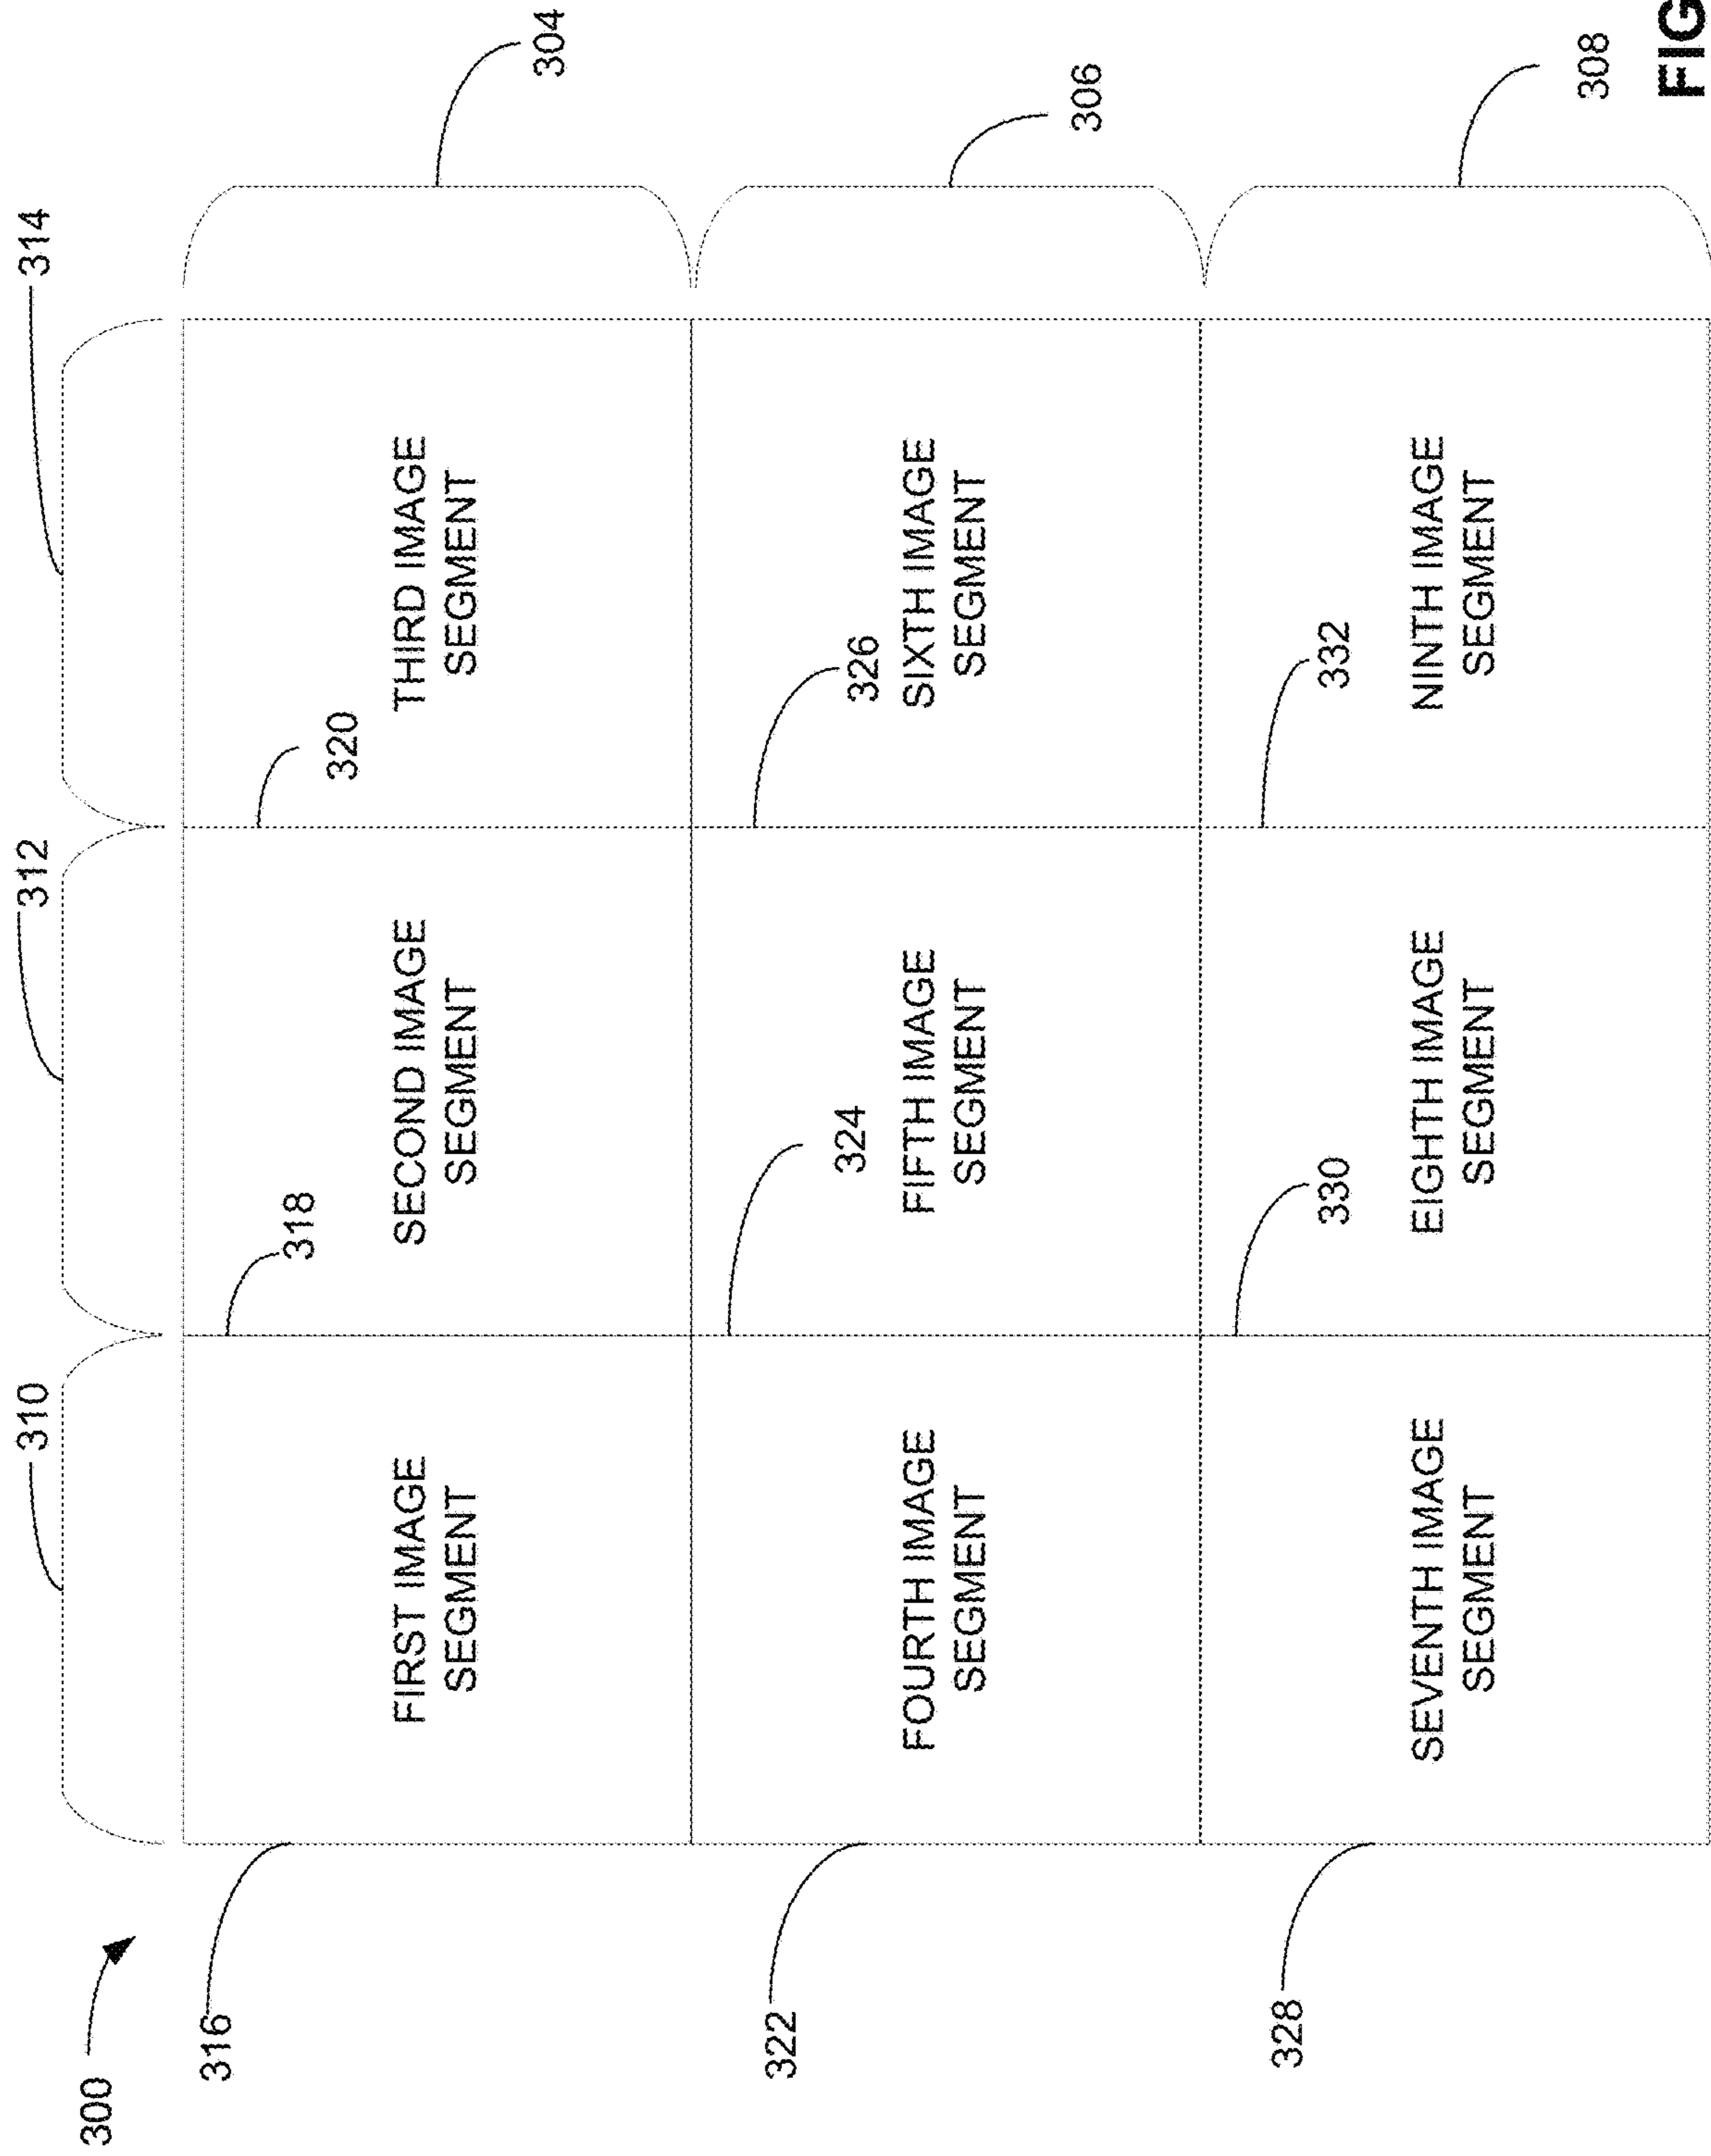 310
312
314
300
316
318
320
FIRST IMAGE
SEGMENT
SECOND IMAGE
SEGMENT
THIRD IMAGE
SEGMENT
304
322
324
326
FOURTH IMAGE
SEGMENT
FIFTH IMAGE
SEGMENT
SIXTH IMAGE
SEGMENT
306
328
330
332
SEVENTH IMAGE
SEGMENT
EIGHTH IMAGE
SEGMENT
NINTH IMAGE
SEGMENT
308
FIG